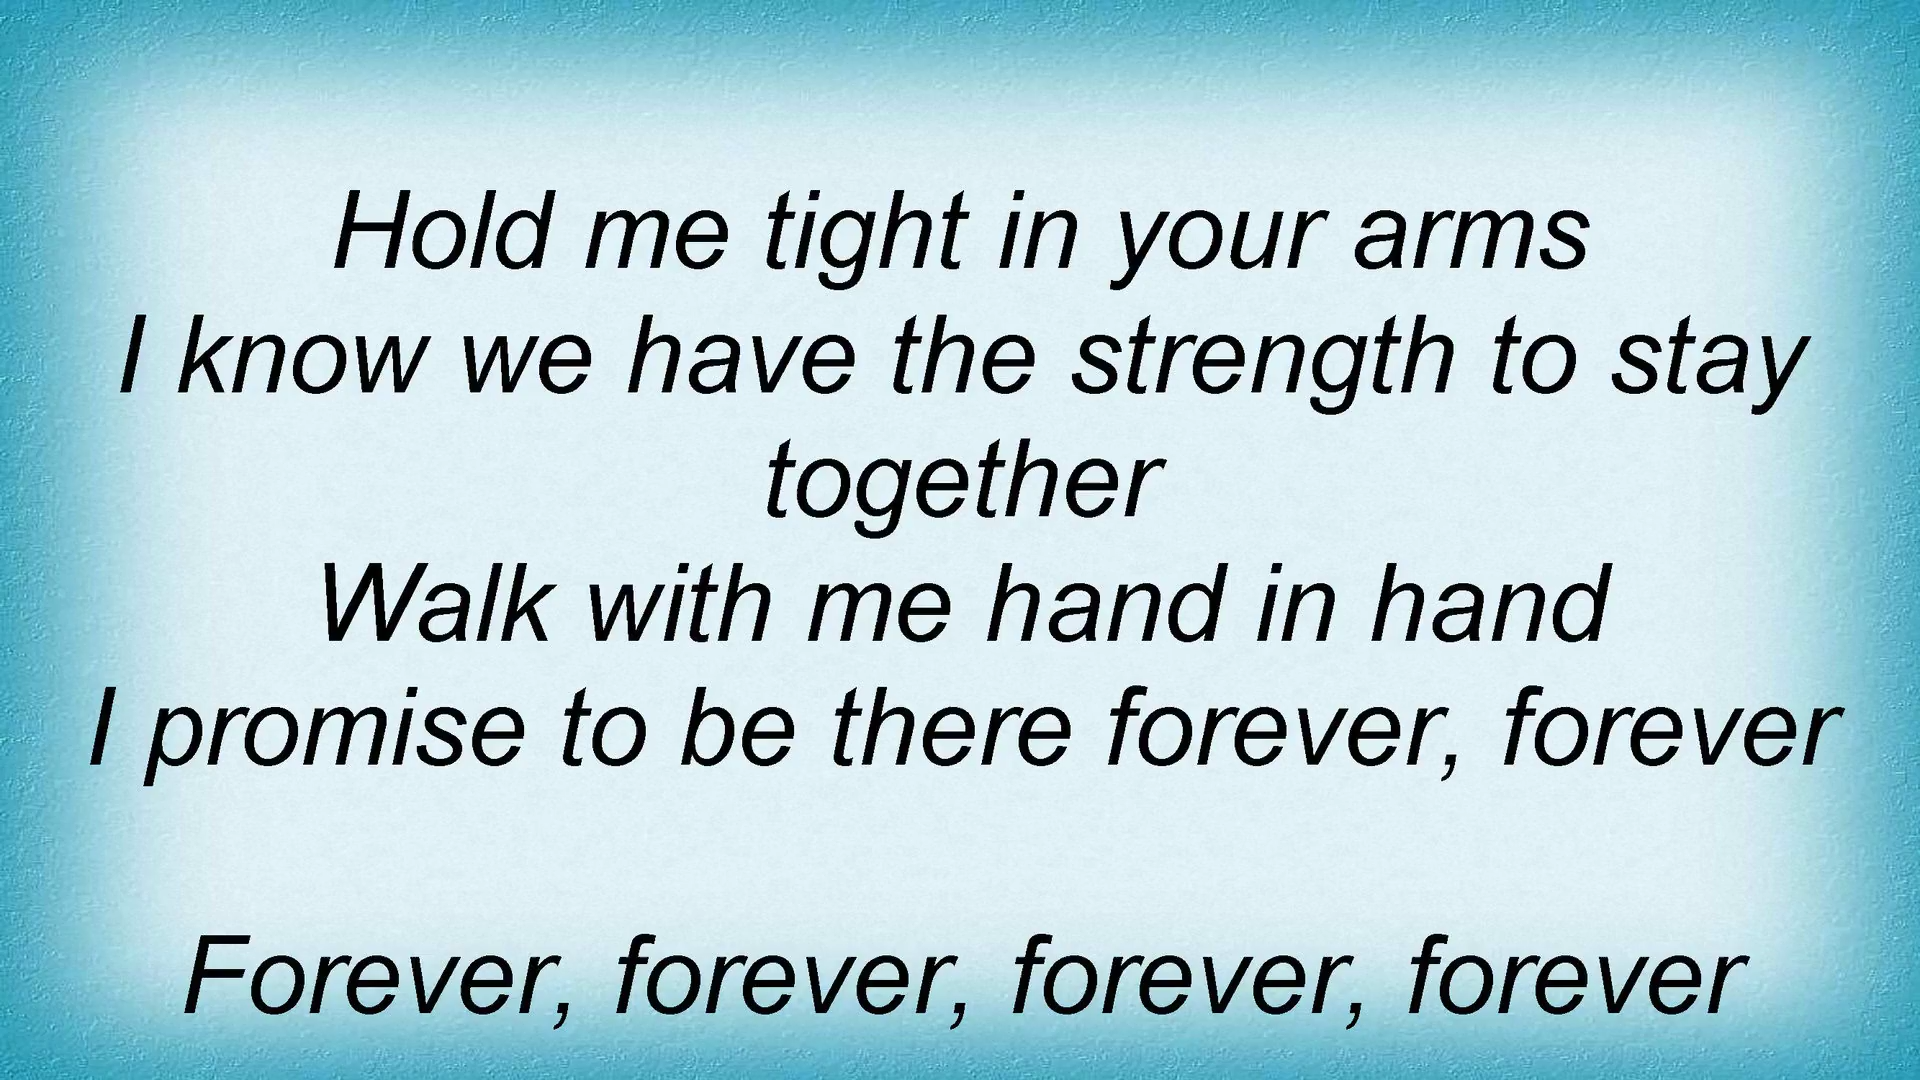 Hold me tight in your arms
I know we have the strength to stay
together
Walk with me hand in hand
I promise to be there forever, forever
Forever, forever, forever, forever